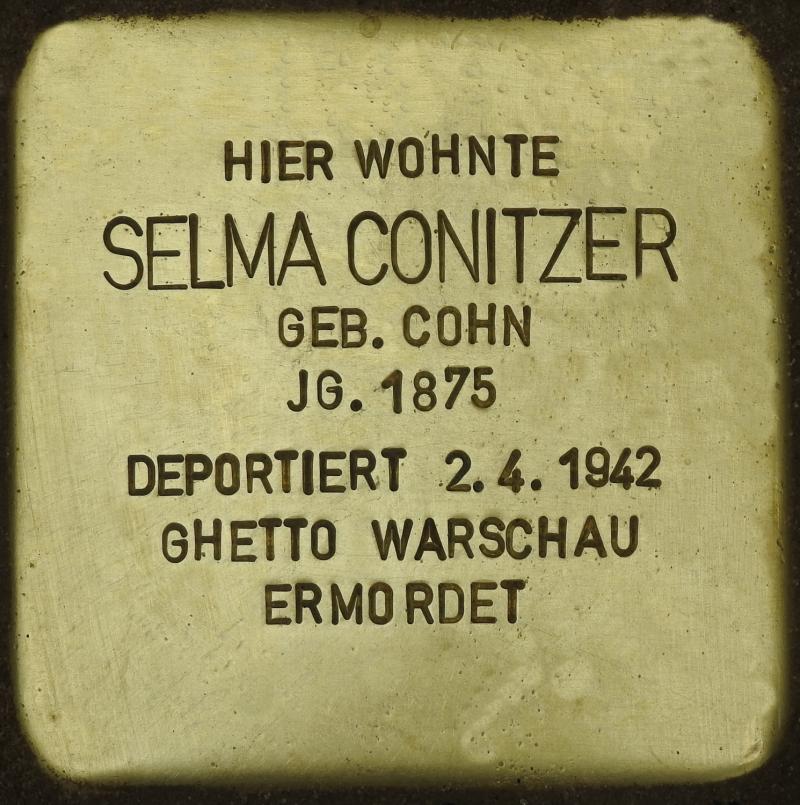 HIER WOHNTE
SELMA CONITZER
GEB. COHN
JG. 1875
DEPORTIERT 2.4.1942
GHETTO WARSCHAU
ERMORDET